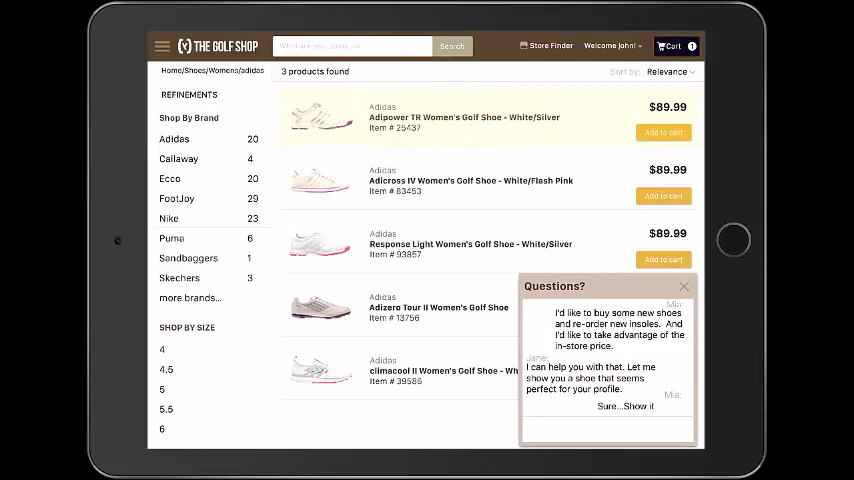 THE GOLF SHOP
What are you looking for
Search
Store Finder
Welcome John!
Cart
1
Home/Shoes/Womens/adidas
3 products found
Sort by:
Relevance
REFINEMENTS
Shop By Brand
Adidas 20
Callaway 4
Ecco 20
FootJoy 29
Nike 23
Puma 6
Sandbaggers 1
Skechers 3
more brands...
SHOP BY SIZE
4
4.5
5
5.5
6
Adidas
Adipower TR Women's Golf Shoe - White/Silver
Item # 25437
$89.99
Add to cart
Adidas
Adicross IV Women's Golf Shoe - White/Flash Pink
Item # 83453
$89.99
Add to cart
Adidas
Response Light Women's Golf Shoe - White/Silver
Item # 93857
$89.99
Add to cart
Adidas
Adizero Tour II Women's Golf Shoe
Item # 13756
Adidas
climacool II Women's Golf Shoe - Wh
Item # 39586
Questions?
Mia:
I'd like to buy some new shoes
and re-order new insoles. And
I'd like to take advantage of the
in-store price.
Jane:
I can help you with that. Let me
show you a shoe that seems
perfect for your profile.
Mia:
Sure...Show it